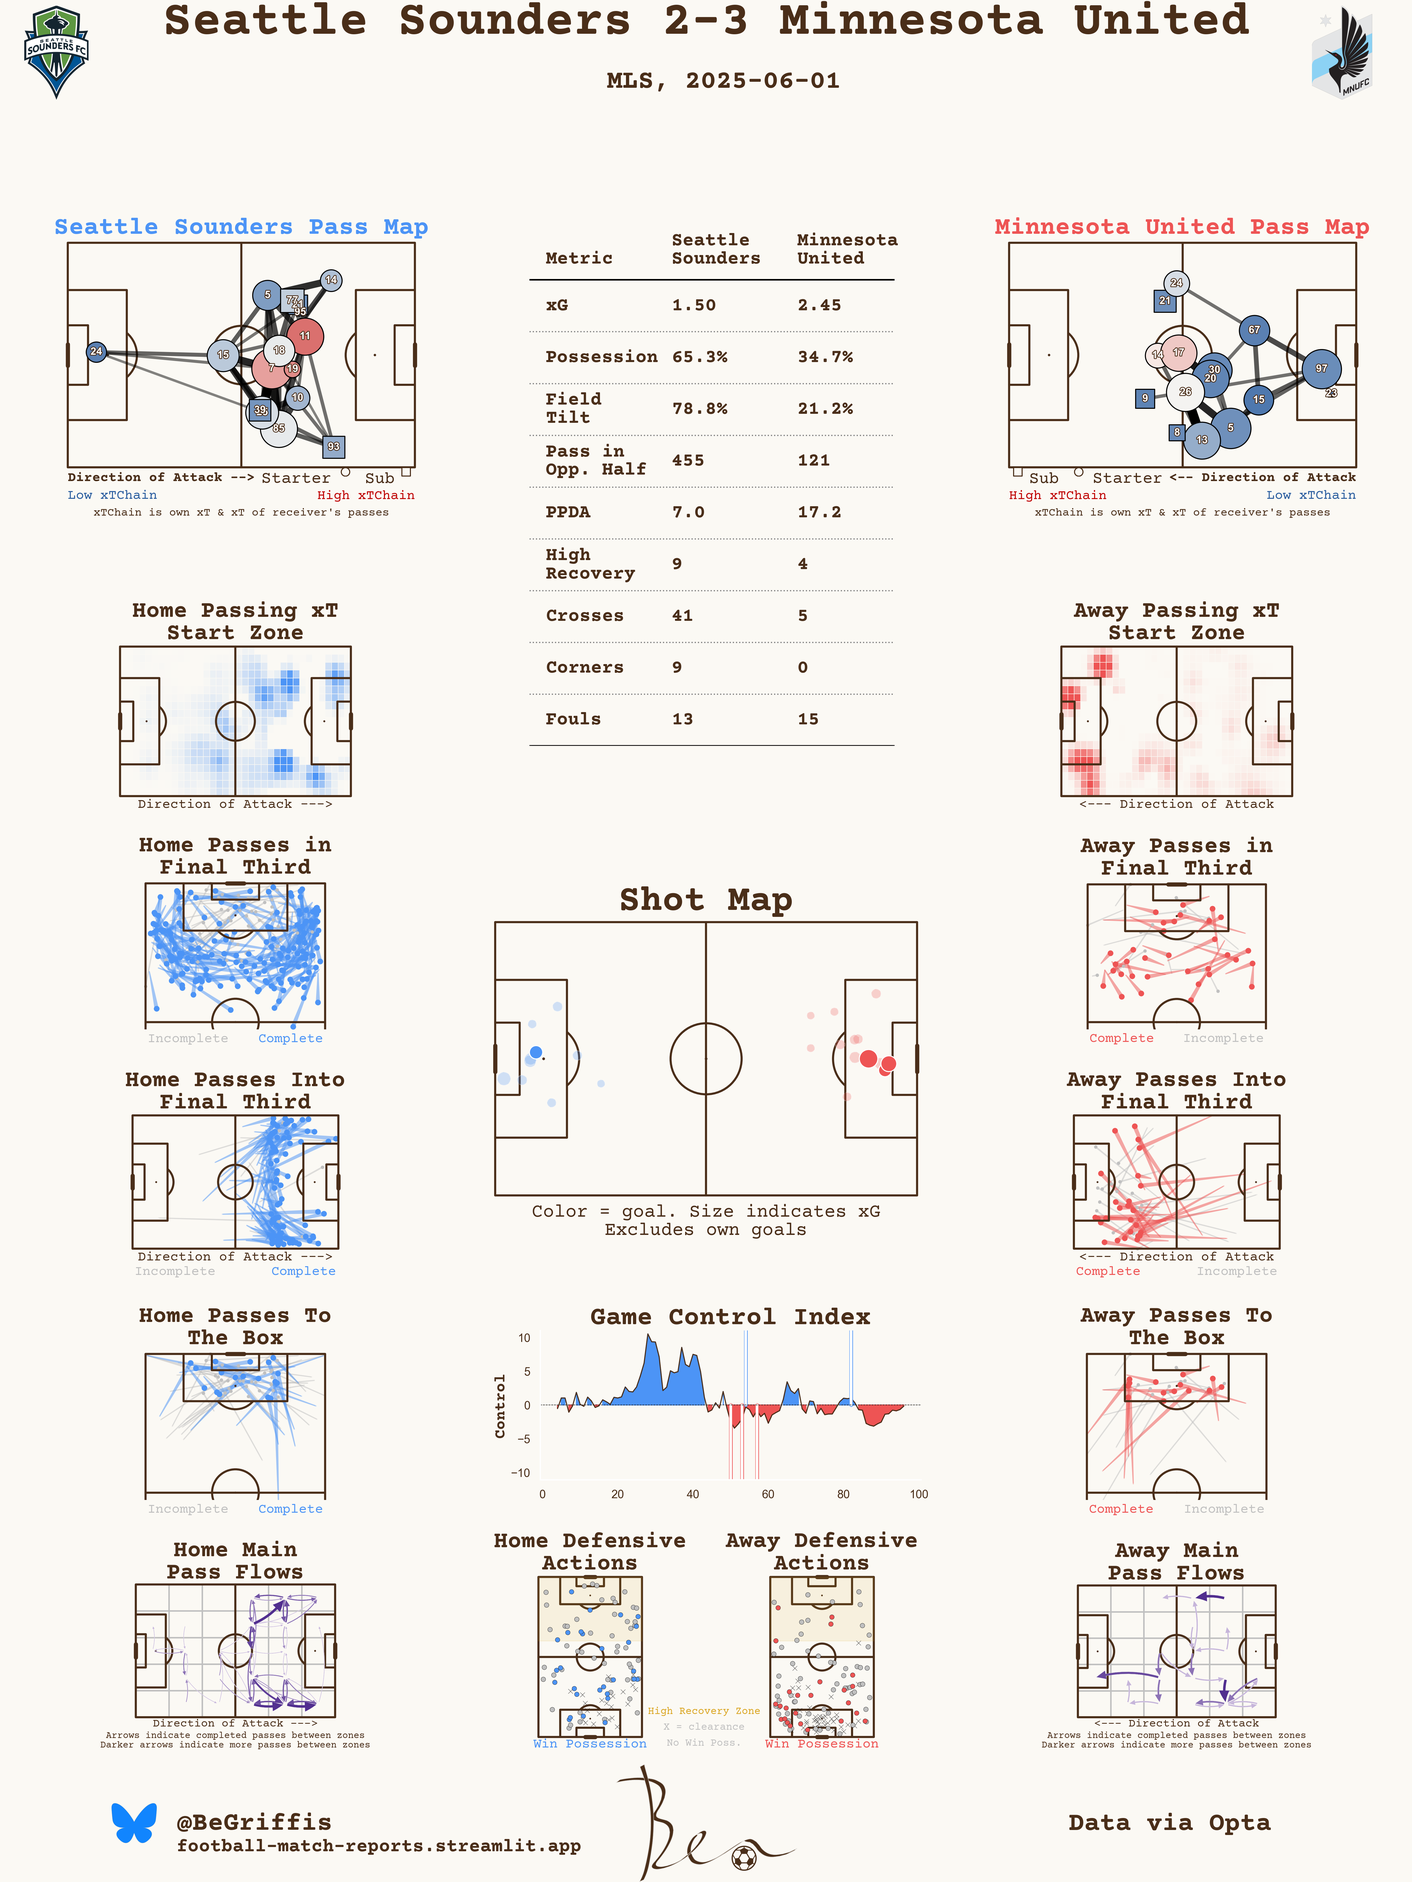 Seattle Sounders 2-3 Minnesota United
MLS, 2025-06-01
SEATTLE
SOUNDERS FC
MNUFC
Seattle Sounders Pass Map
24
15
5
14
77
21
95
11
18
7
19
10
39
85
93
Direction of Attack --> Starter Sub
Low xTChain High xTChain
xTChain is own xT & xT of receiver's passes
Metric Seattle Sounders Minnesota United
xG 1.50 2.45
Possession 65.3% 34.7%
Field Tilt 78.8% 21.2%
Pass in Opp. Half 455 121
PPDA 7.0 17.2
High Recovery 9 4
Crosses 41 5
Corners 9 0
Fouls 13 15
Minnesota United Pass Map
24
21
67
14
17
30
20
97
23
26
9
15
8
13
5
Sub Starter <-- Direction of Attack
High xTChain Low xTChain
xTChain is own xT & xT of receiver's passes
Home Passing xT
Start Zone
Direction of Attack --->
Away Passing xT
Start Zone
<--- Direction of Attack
Home Passes in
Final Third
Incomplete Complete
Shot Map
Color = goal. Size indicates xG
Excludes own goals
Away Passes in
Final Third
Complete Incomplete
Home Passes Into
Final Third
Direction of Attack --->
Incomplete Complete
Away Passes Into
Final Third
<--- Direction of Attack
Complete Incomplete
Home Passes To
The Box
Incomplete Complete
Game Control Index
Control
10
5
0
−5
−10
0 20 40 60 80 100
Away Passes To
The Box
Complete Incomplete
Home Main
Pass Flows
Direction of Attack --->
Arrows indicate completed passes between zones
Darker arrows indicate more passes between zones
Home Defensive
Actions
Win Possession
High Recovery Zone
X = clearance
No Win Poss.
Away Defensive
Actions
Win Possession
Away Main
Pass Flows
<--- Direction of Attack
Arrows indicate completed passes between zones
Darker arrows indicate more passes between zones
@BeGriffis
football-match-reports.streamlit.app
Ben
Data via Opta